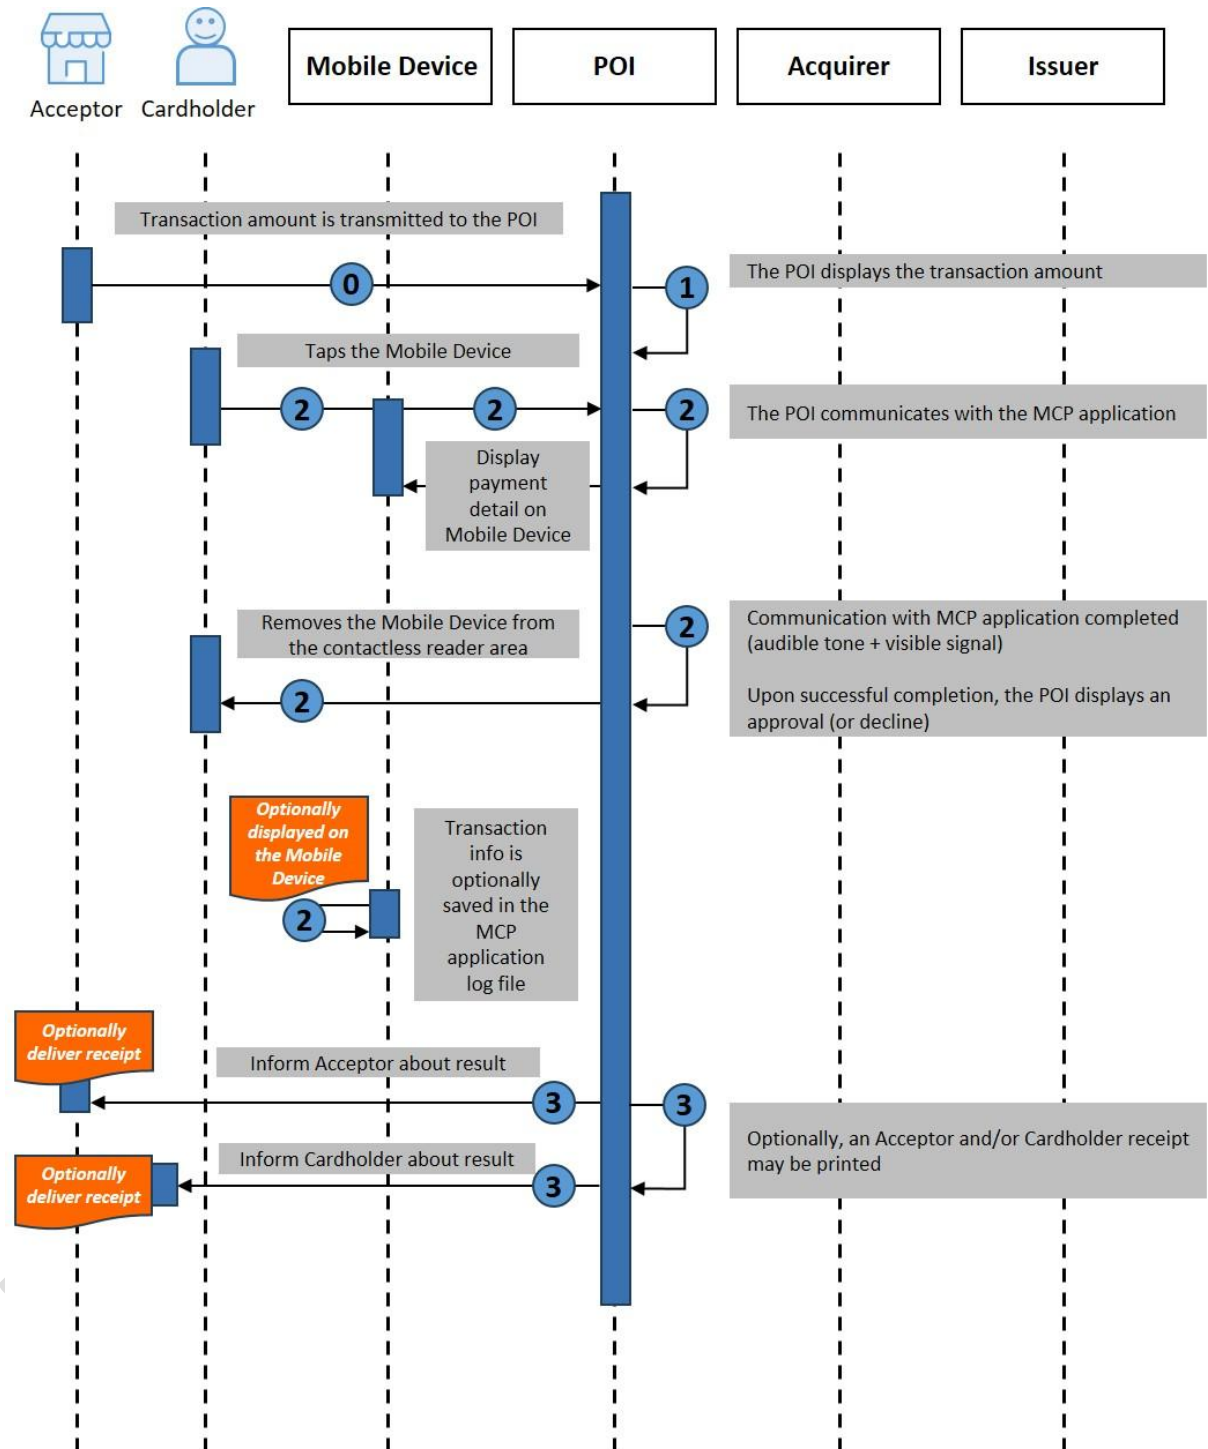 Acceptor
Cardholder
Mobile Device
POI
Acquirer
Issuer
Transaction amount is transmitted to the POI
0
1
The POI displays the transaction amount
Taps the Mobile Device
2
2
2
The POI communicates with the MCP application
Display
payment
detail on
Mobile Device
Removes the Mobile Device from
the contactless reader area
2
2
Communication with MCP application completed
(audible tone + visible signal)
Upon successful completion, the POI displays an
approval (or decline)
Optionally
displayed on
the Mobile
Device
2
Transaction
info is
optionally
saved in the
MCP
application
log file
Optionally
deliver receipt
Inform Acceptor about result
3
3
Optionally, an Acceptor and/or Cardholder receipt
may be printed
Optionally
deliver receipt
Inform Cardholder about result
3